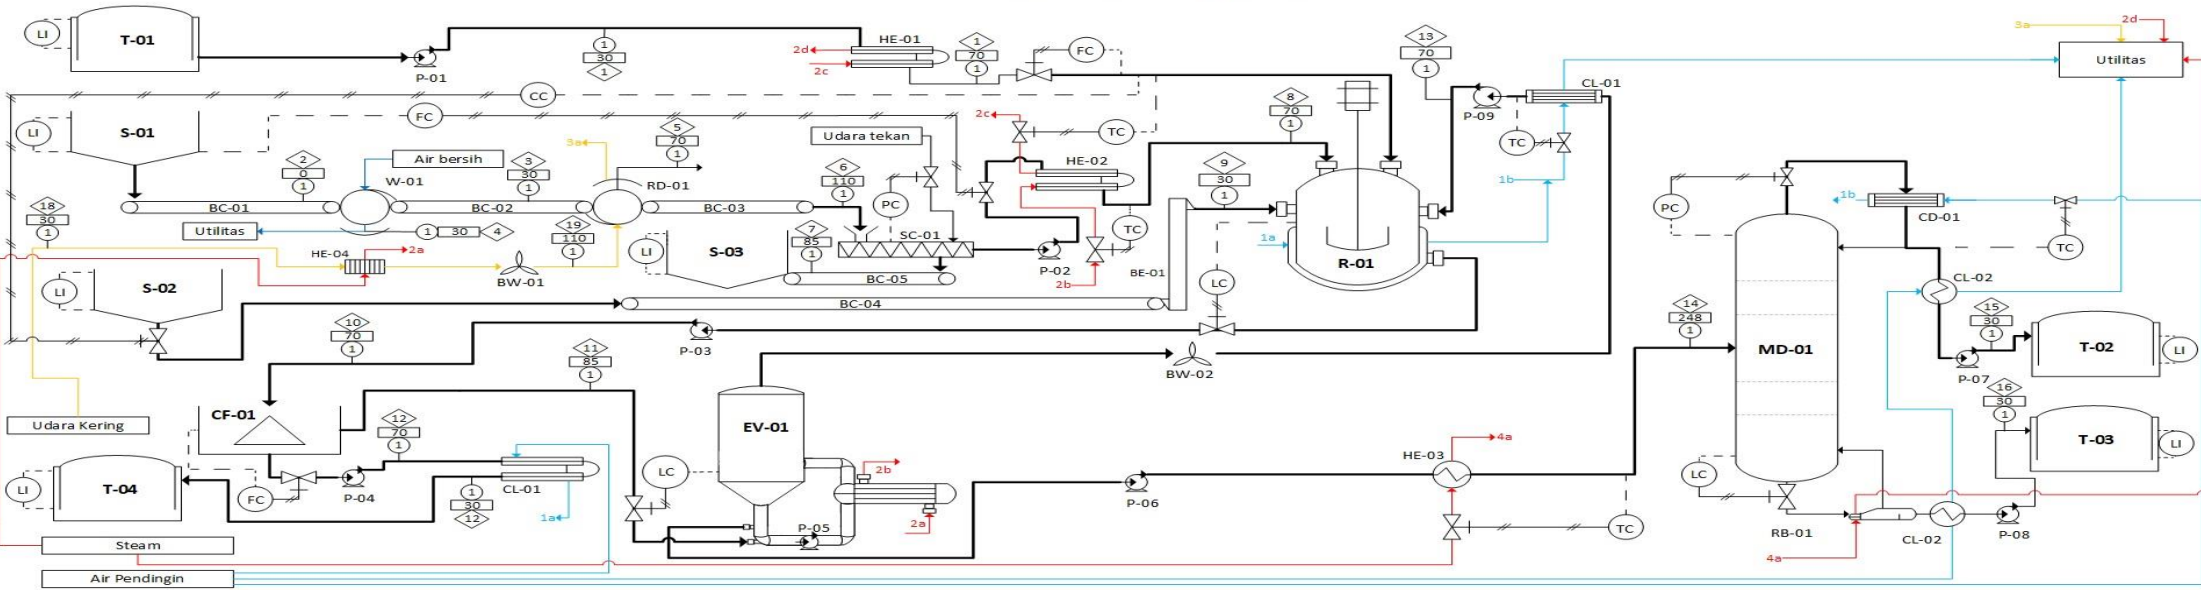 LI
T-01
P-01
1
30
1
2d
2c
HE-01
1
70
1
FC
13
70
1
P-09
CL-01
TC
1b
3a
2d
Utilitas
CC
FC
LI
S-01
2
0
1
BC-01
Air bersih
W-01
3
30
1
BC-02
3a
5
70
1
RD-01
BC-03
Utilitas
1
30
4
19
110
1
6
110
1
Udara tekan
PC
7
85
1
SC-01
LI
S-03
BC-05
2c
TC
HE-02
TC
P-02
2b
8
70
1
9
30
1
BE-01
1a
LC
R-01
18
30
1
HE-04
2a
BW-01
LI
S-02
BC-04
10
70
1
P-03
11
85
1
BW-02
Udara Kering
CF-01
12
70
1
P-04
FC
LI
T-04
1
30
12
CL-01
1a
LC
EV-01
P-05
2b
2a
P-06
HE-03
4a
TC
14
248
1
MD-01
PC
LC
1b
CD-01
TC
CL-02
15
30
1
P-07
T-02
LI
16
30
1
T-03
LI
RB-01
CL-02
P-08
4a
Steam
Air Pendingin